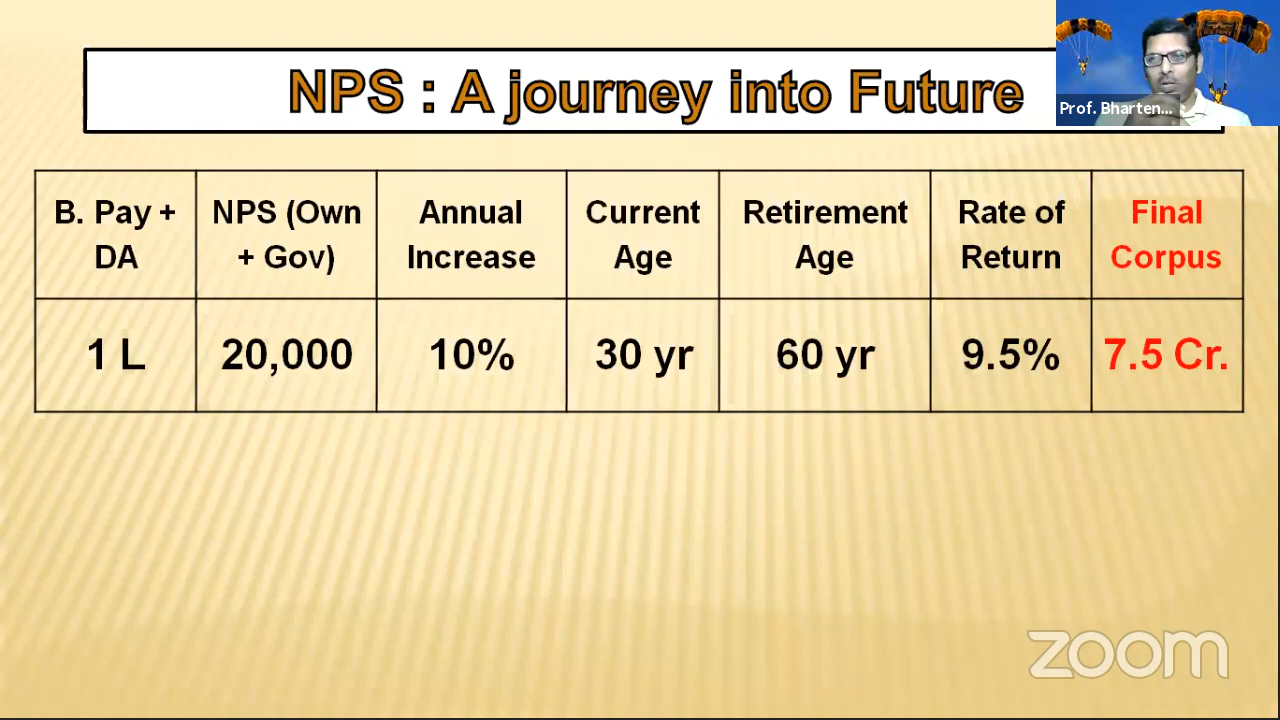 NPS : A journey into Future
Prof. Bharten...
B. Pay +
DA
NPS (Own
+ Gov)
Annual
Increase
Current
Age
Retirement
Age
Rate of
Return
Final
Corpus
1 L
20,000
10%
30 yr
60 yr
9.5%
7.5 Cr.
zoom